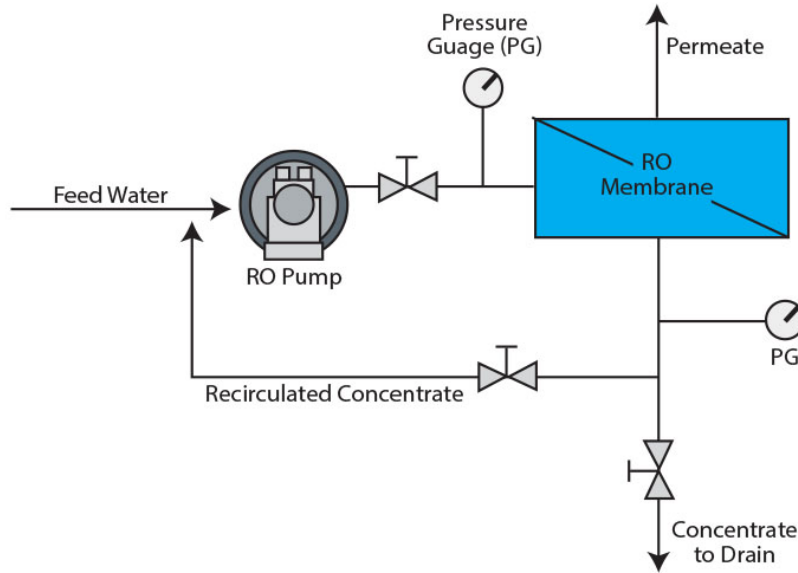 Pressure
Guage (PG)
Permeate
RO
Membrane
Feed Water
RO Pump
PG
Recirculated Concentrate
Concentrate
to Drain